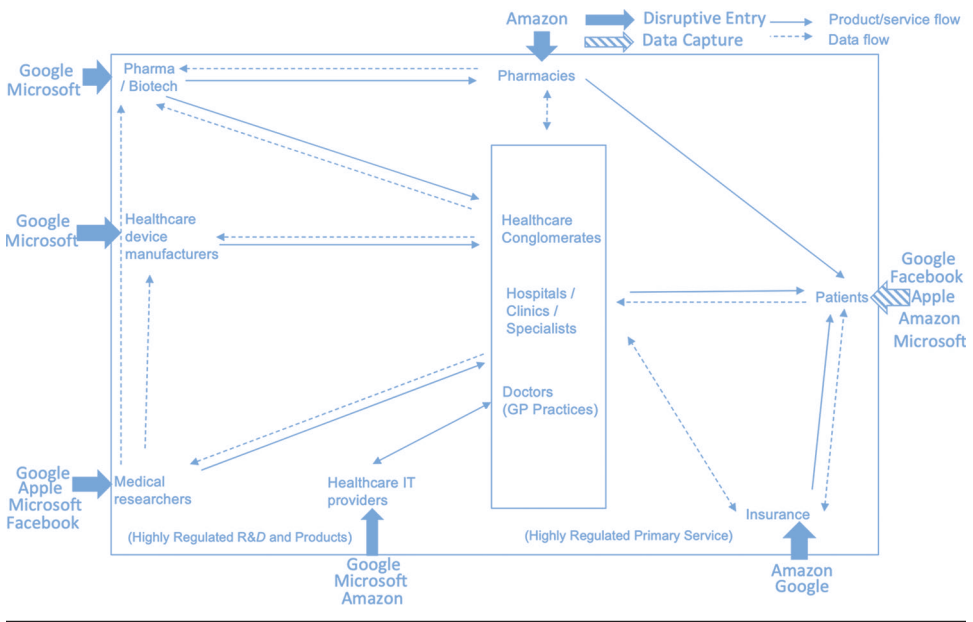 Amazon
Disruptive Entry
Data Capture
Product/service flow
Data flow
Google
Microsoft
Pharma
/ Biotech
Pharmacies
Google
Microsoft
Healthcare
device
manufacturers
Healthcare
Conglomerates
Hospitals /
Clinics /
Specialists
Doctors
(GP Practices)
Patients
Google
Facebook
Apple
Amazon
Microsoft
Google
Apple
Microsoft
Facebook
Medical
researchers
Healthcare IT
providers
Insurance
(Highly Regulated R&D and Products)
(Highly Regulated Primary Service)
Google
Microsoft
Amazon
Amazon
Google